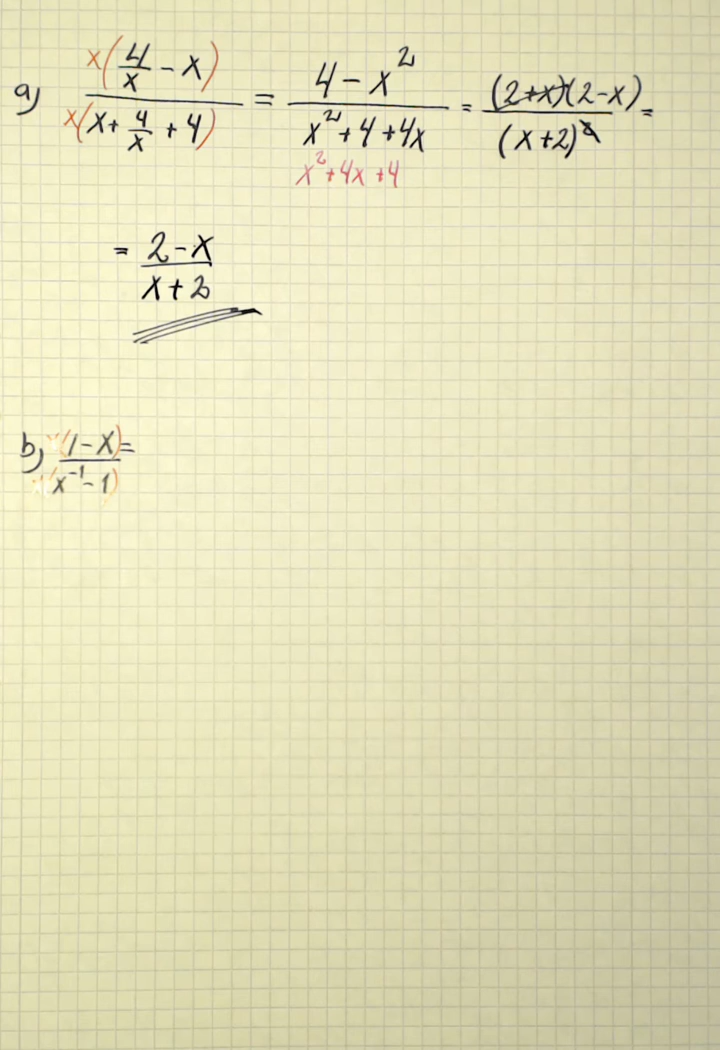 a) x(4/x - x) / x(x + 4/x + 4) = 4 - x² / x² + 4 + 4x = (2+x)(2-x) / (x+2)² =
x² + 4x + 4
= 2 - x / x + 2
b) x(1 - x) / x(x⁻¹ - 1) =